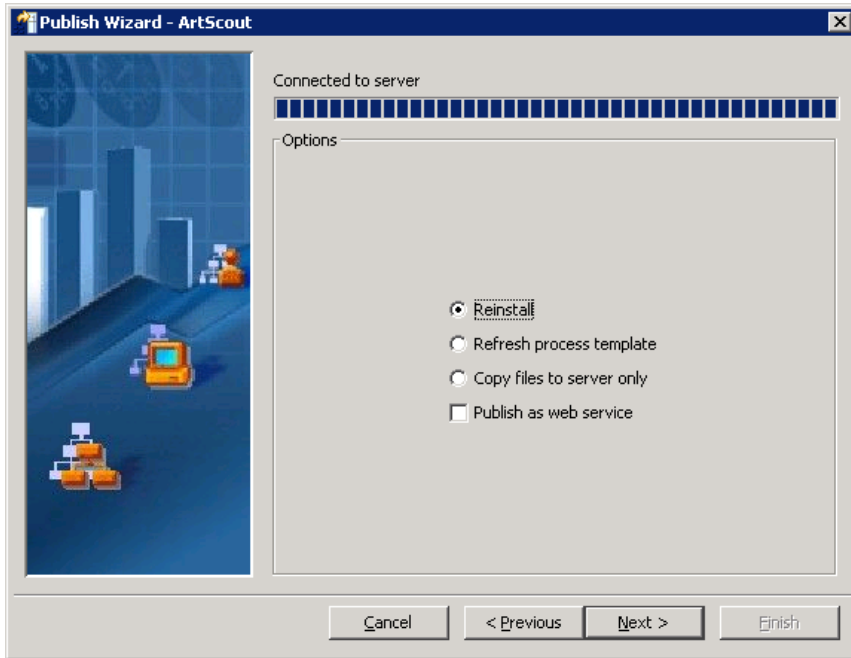 Publish Wizard - ArtScout
Connected to server
Options
Reinstall
Refresh process template
Copy files to server only
Publish as web service
Cancel
< Previous
Next >
Finish